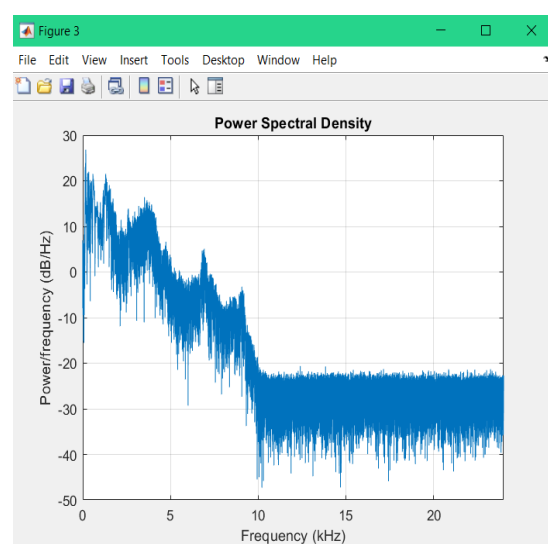 Figure 3
File Edit View Insert Tools Desktop Window Help
Power Spectral Density
30
20
10
0
-10
-20
-30
-40
-50
Power/frequency (dB/Hz)
0 5 10 15 20
Frequency (kHz)